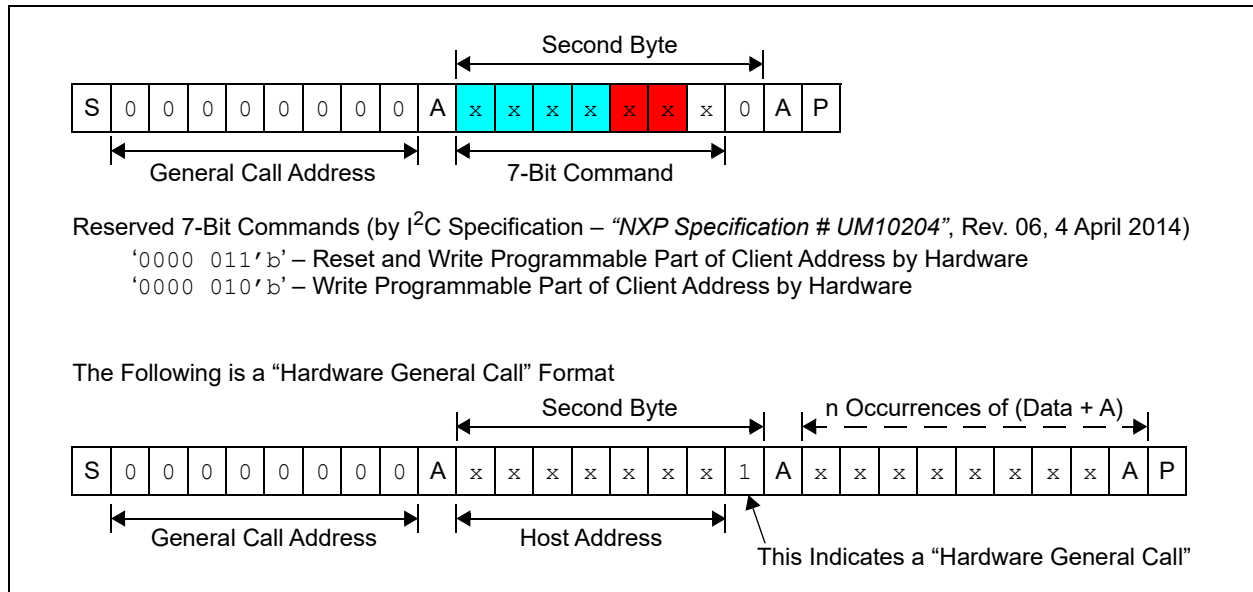 Second Byte
S 0 0 0 0 0 0 0 0 A x x x x x x x 0 A P
General Call Address 7-Bit Command
Reserved 7-Bit Commands (by I2C Specification – “NXP Specification # UM10204”, Rev. 06, 4 April 2014)
‘0000 011’b’ – Reset and Write Programmable Part of Client Address by Hardware
‘0000 010’b’ – Write Programmable Part of Client Address by Hardware
The Following is a “Hardware General Call” Format
Second Byte n Occurrences of (Data + A)
S 0 0 0 0 0 0 0 0 A x x x x x x x 1 A x x x x x x x x A P
General Call Address Host Address
This Indicates a “Hardware General Call”